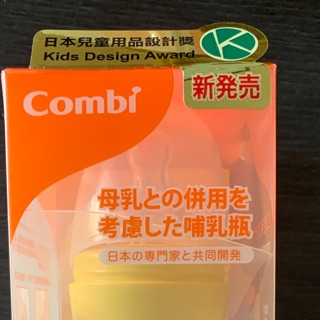 日本兒童用品設計獎
Kids Design Award
新発売
Combi
母乳との併用を
考慮した哺乳瓶
日本の専門家と共同開発